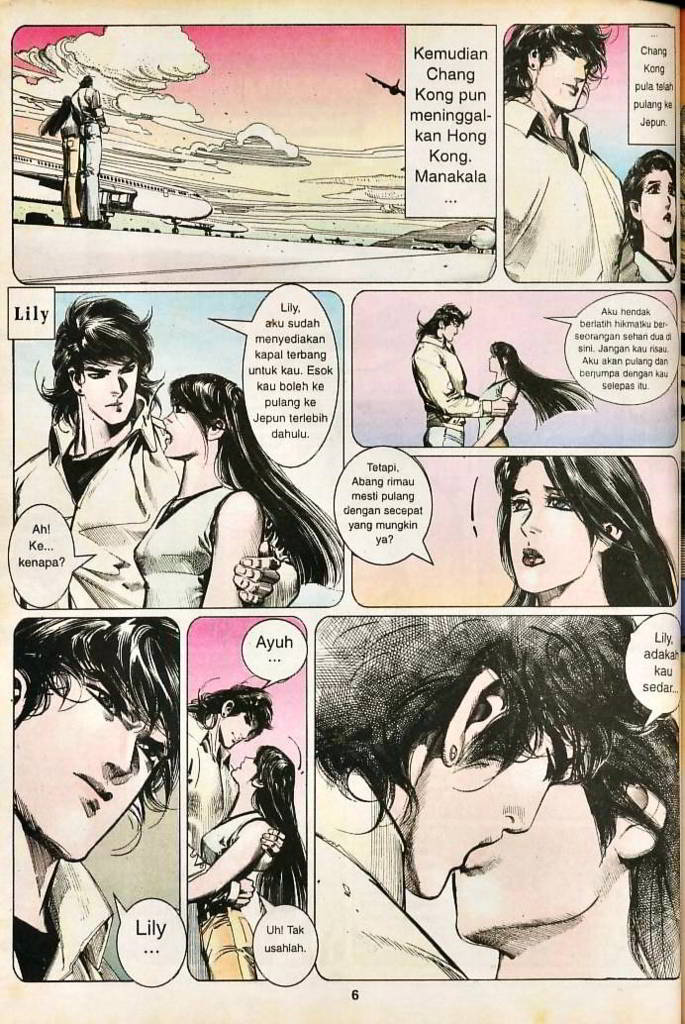 Kemudian
Chang
Kong pun
meninggal-
kan Hong
Kong.
Manakala
...
Chang
Kong
pula telah
pulang ke
Jepun.
Lily
Lily,
aku sudah
menyediakan
kapal terbang
untuk kau. Esok
kau boleh ke
pulang ke
Jepun terlebih
dahulu.
Ah!
Ke...
kenapa?
Aku hendak
berlatih hikmatku ber-
seorangan sehari dua di
sini. Jangan kau risau.
Aku akan pulang dan
berjumpa dengan kau
selepas itu.
Tetapi,
Abang rimau
mesti pulang
dengan secepat
yang mungkin
ya?
Lily
...
Ayuh
...
Uh! Tak
usahlah.
Lily,
adakah
kau
sedar...
6